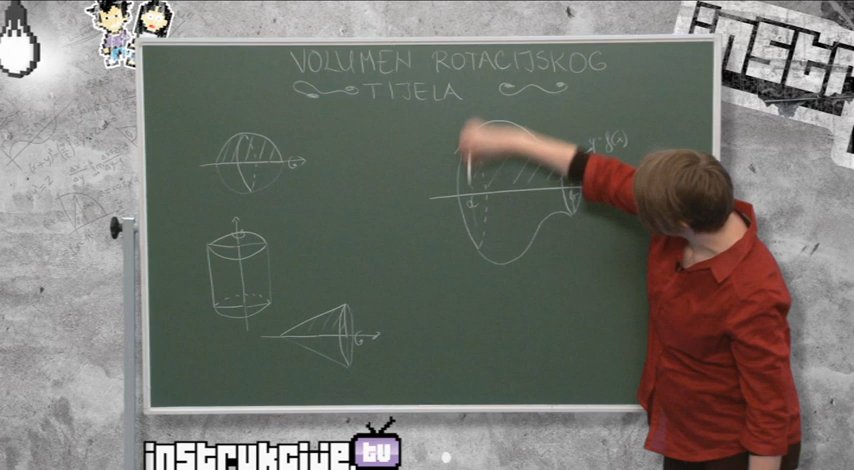 VOLUMEN ROTACIJSKOG
TIJELA
y=f(x)
a
b
instrukcije.tv